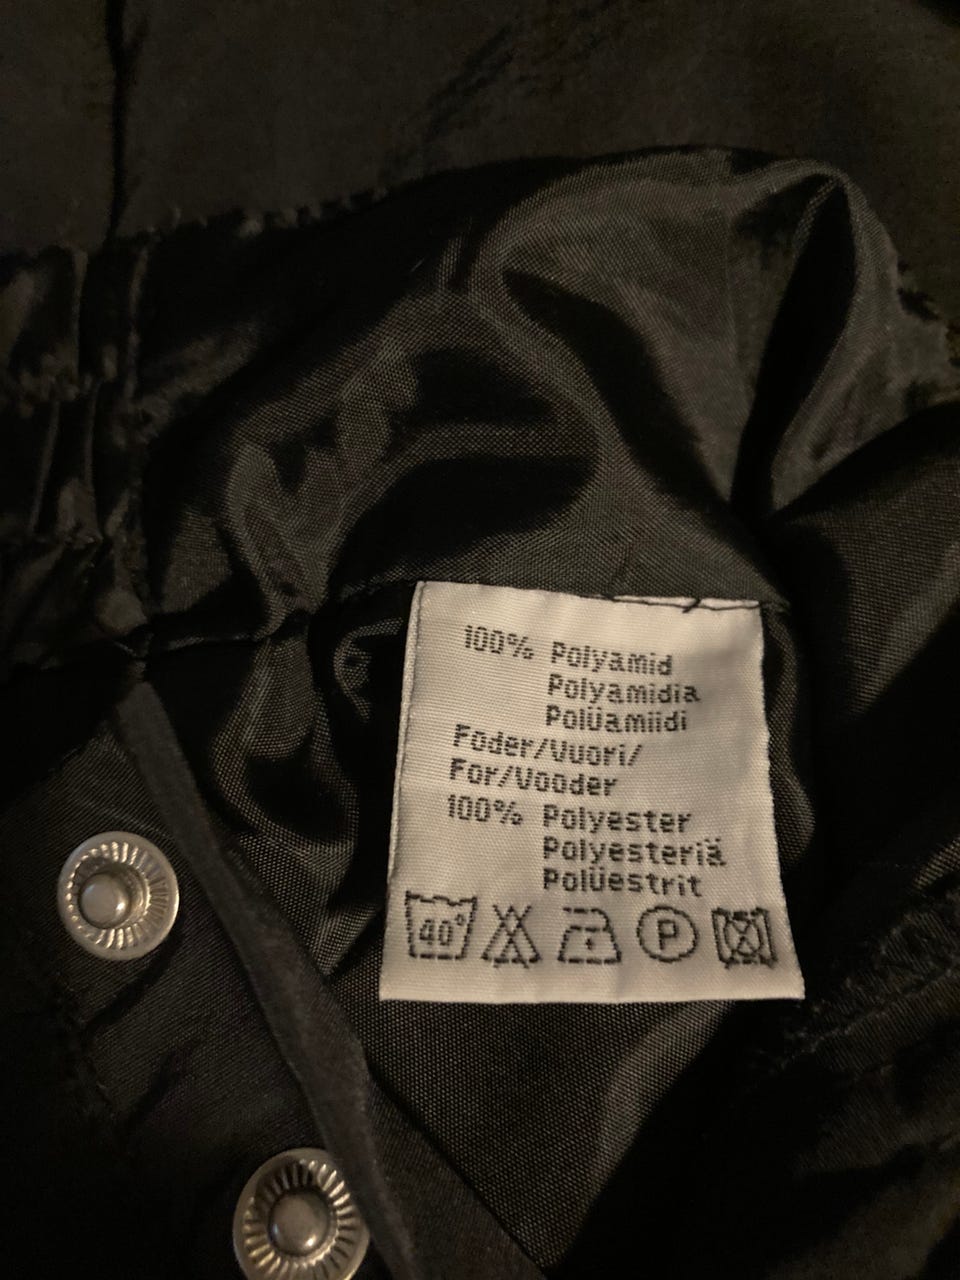 100% Polyamid
Polyamidia
Polüamiidi
Foder/Vuori/
For/Vooder
100% Polyester
Polyesteriä
Polüestrit
40° P